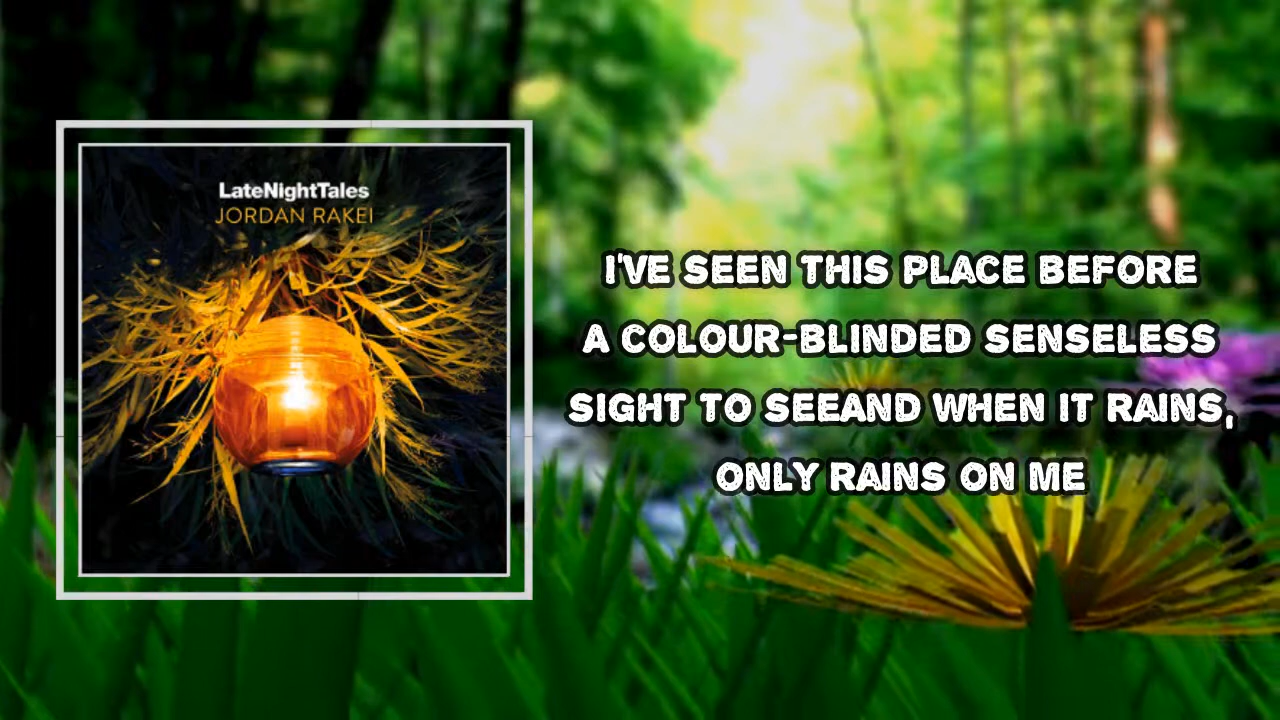 LateNightTales
JORDAN RAKEI
I'VE SEEN THIS PLACE BEFORE
A COLOUR-BLINDED SENSELESS
SIGHT TO SEEAND WHEN IT RAINS,
ONLY RAINS ON ME